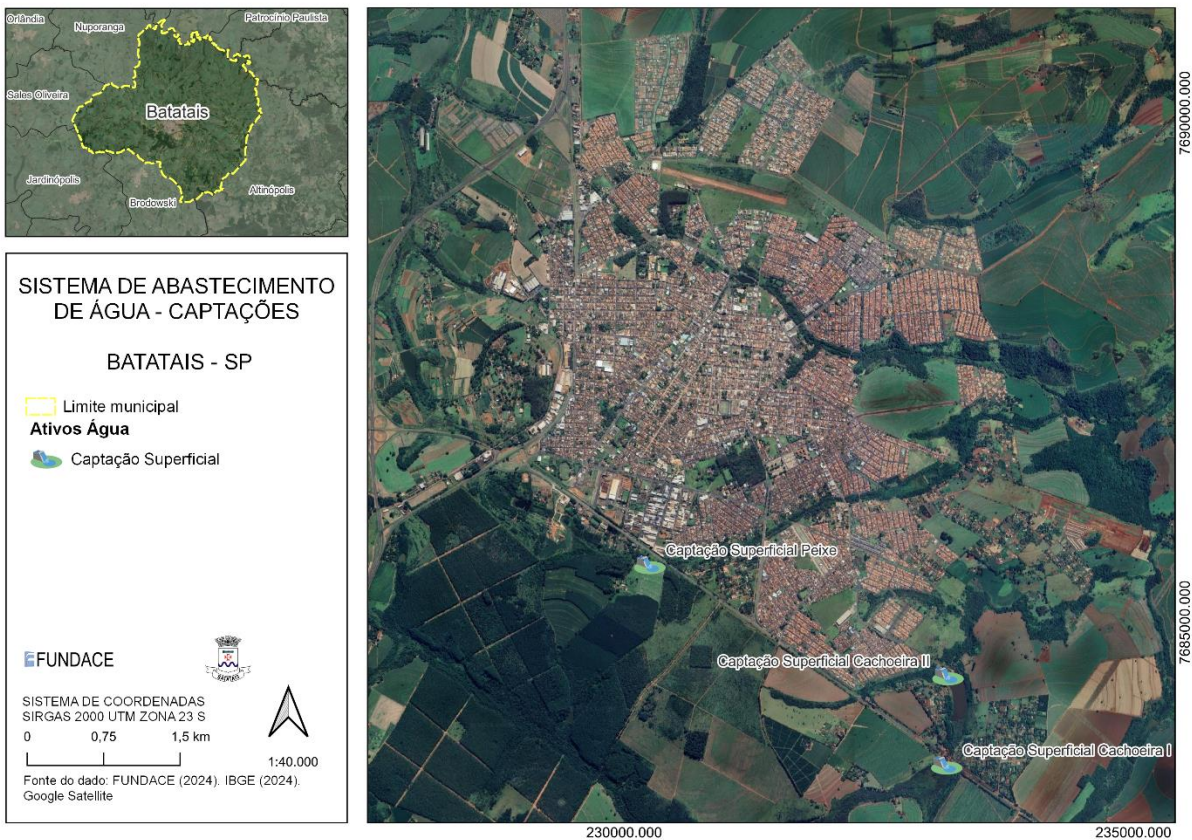 Orlândia
Nuporanga
Patrocínio Paulista
Sales Oliveira
Batatais
Jardinópolis
Brodowski
Altinópolis
SISTEMA DE ABASTECIMENTO
DE ÁGUA - CAPTAÇÕES
BATATAIS - SP
Limite municipal
Ativos Água
Captação Superficial
FUNDACE
BATATAIS
SISTEMA DE COORDENADAS
SIRGAS 2000 UTM ZONA 23 S
0 0,75 1,5 km
1:40.000
Fonte do dado: FUNDACE (2024). IBGE (2024).
Google Satellite
Captação Superficial Peixe
Captação Superficial Cachoeira II
Captação Superficial Cachoeira I
7690000.000
7685000.000
230000.000
235000.000